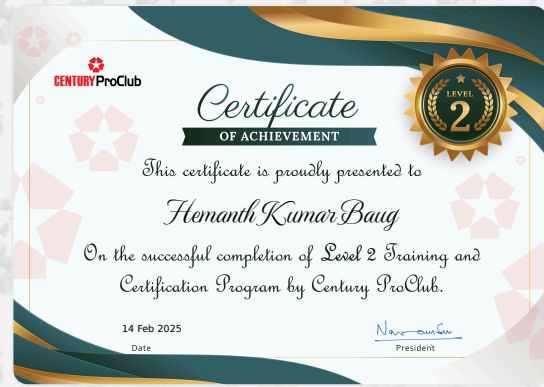 CENTURY ProClub
Certificate
OF ACHIEVEMENT
LEVEL
2
This certificate is proudly presented to
Hemanth Kumar Baug
On the successful completion of Level 2 Training and
Certification Program by Century ProClub.
14 Feb 2025
Date
President